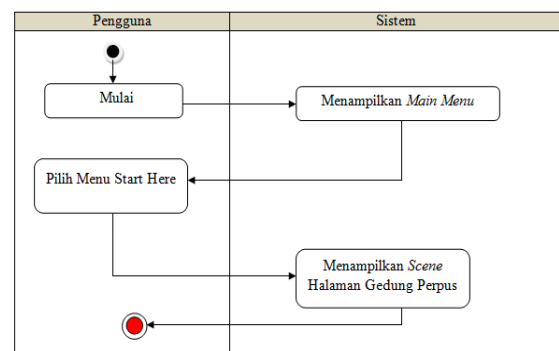 Pengguna
Sistem
Mulai
Menampilkan Main Menu
Pilih Menu Start Here
Menampilkan Scene
Halaman Gedung Perpus